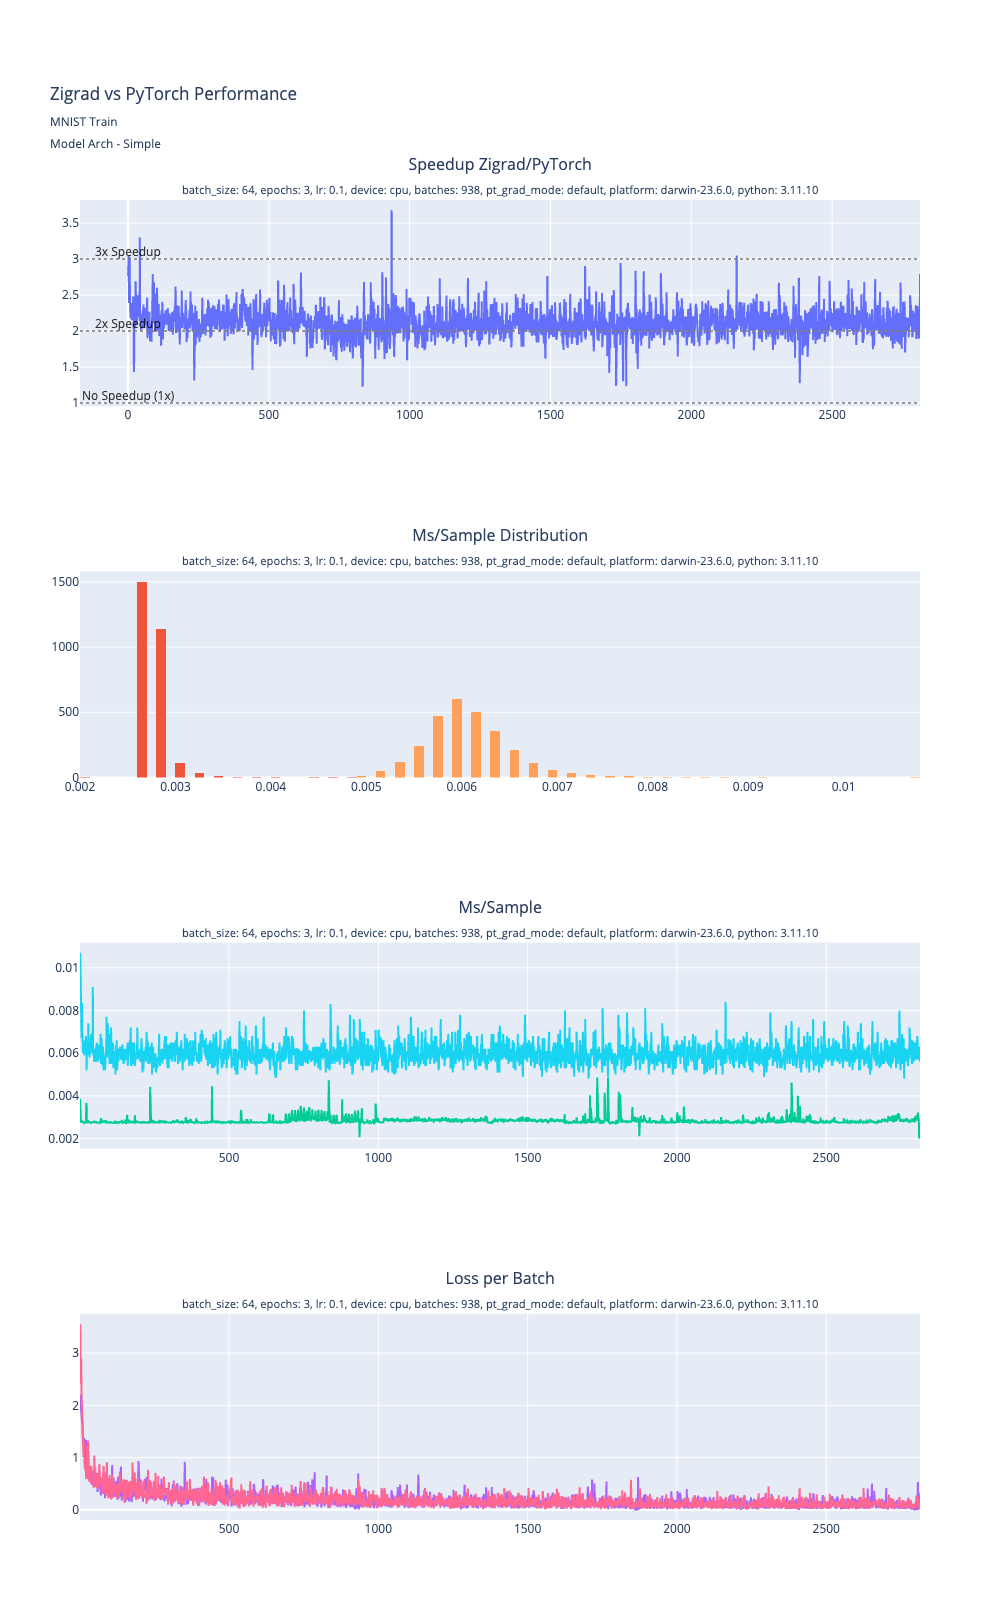 Zigrad vs PyTorch Performance
MNIST Train
Model Arch - Simple
Speedup Zigrad/PyTorch
batch_size: 64, epochs: 3, lr: 0.1, device: cpu, batches: 938, pt_grad_mode: default, platform: darwin-23.6.0, python: 3.11.10
3.5
3x Speedup
3
2.5
2x Speedup
2
1.5
No Speedup (1x)
1
0 500 1000 1500 2000 2500
Ms/Sample Distribution
batch_size: 64, epochs: 3, lr: 0.1, device: cpu, batches: 938, pt_grad_mode: default, platform: darwin-23.6.0, python: 3.11.10
1500
1000
500
0
0.002 0.003 0.004 0.005 0.006 0.007 0.008 0.009 0.01
Ms/Sample
batch_size: 64, epochs: 3, lr: 0.1, device: cpu, batches: 938, pt_grad_mode: default, platform: darwin-23.6.0, python: 3.11.10
0.01
0.008
0.006
0.004
0.002
500 1000 1500 2000 2500
Loss per Batch
batch_size: 64, epochs: 3, lr: 0.1, device: cpu, batches: 938, pt_grad_mode: default, platform: darwin-23.6.0, python: 3.11.10
3
2
1
0
500 1000 1500 2000 2500